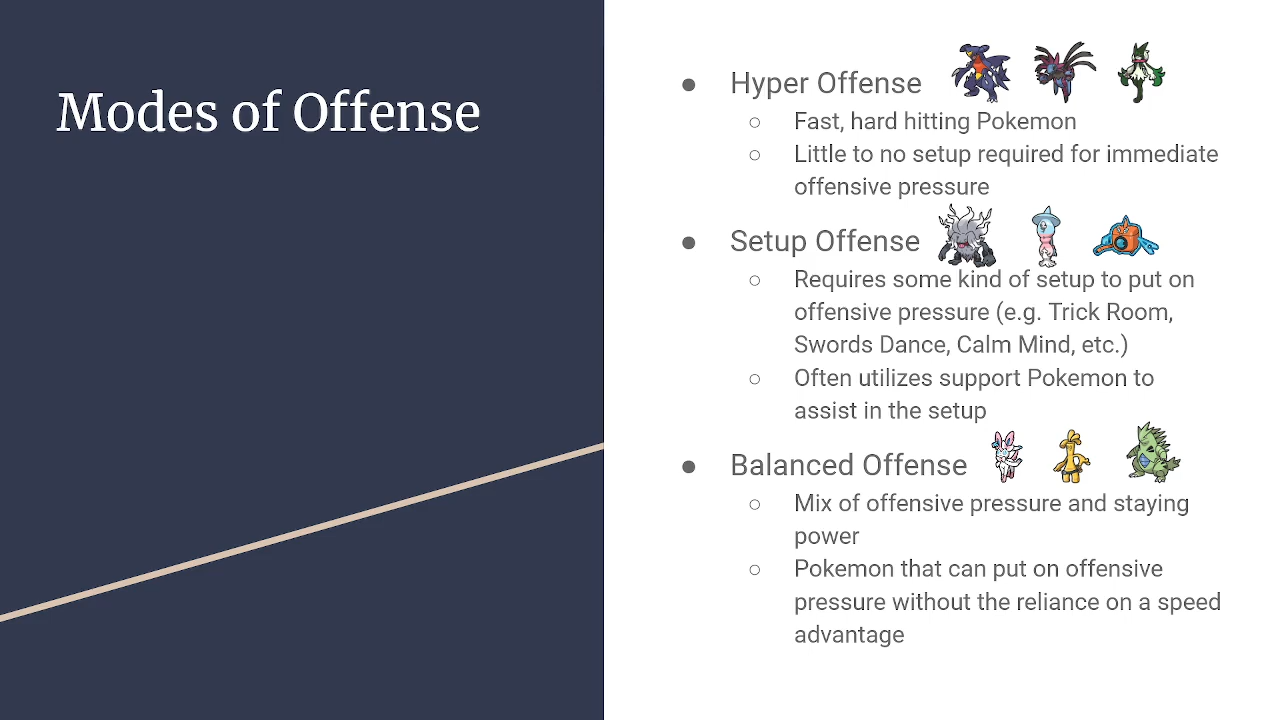 Modes of Offense
● Hyper Offense
○ Fast, hard hitting Pokemon
○ Little to no setup required for immediate
offensive pressure
● Setup Offense
○ Requires some kind of setup to put on
offensive pressure (e.g. Trick Room,
Swords Dance, Calm Mind, etc.)
○ Often utilizes support Pokemon to
assist in the setup
● Balanced Offense
○ Mix of offensive pressure and staying
power
○ Pokemon that can put on offensive
pressure without the reliance on a speed
advantage